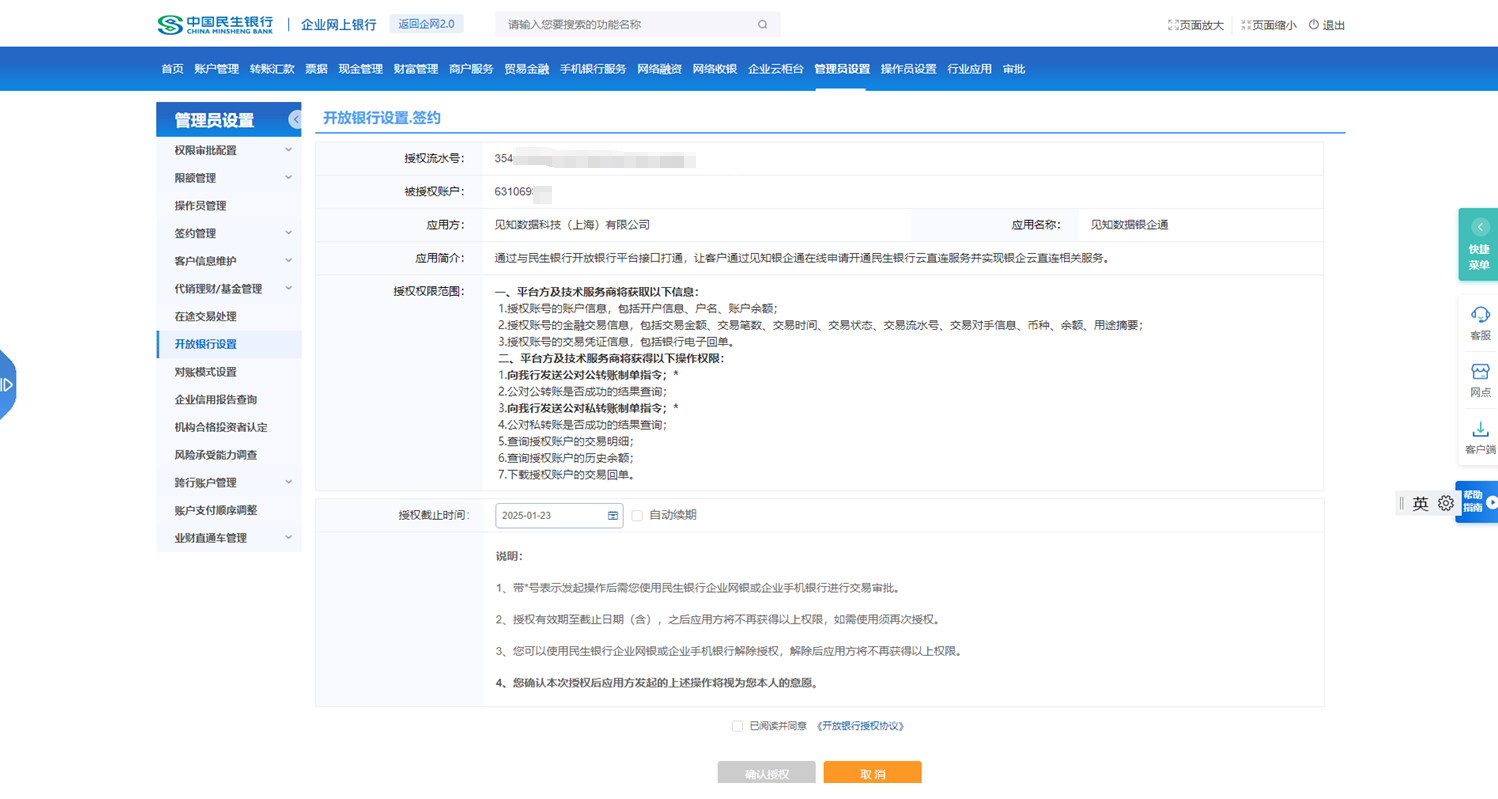 中国民生银行 企业网上银行 返回企网2.0 请输入您要搜索的功能名称 页面放大 页面缩小 退出
CHINA MINSHENG BANK
首页 账户管理 转账汇款 票据 现金管理 财富管理 商户服务 贸易金融 手机银行服务 网络融资 网络收银 企业云柜台 管理员设置 操作员设置 行业应用 审批
管理员设置
权限审批配置
限额管理
操作员管理
签约管理
客户信息维护
代销理财/基金管理
在途交易处理
开放银行设置
对账模式设置
企业信用报告查询
机构合格投资者认定
风险承受能力调查
跨行账户管理
账户支付顺序调整
业财直通车管理
开放银行设置.签约
授权流水号： 354
被授权账户： 631069
应用方： 见知数据科技（上海）有限公司 应用名称： 见知数据银企通
应用简介： 通过与民生银行开放银行平台接口打通，让客户通过见知银企通在线申请开通民生银行云直连服务并实现银企云直连相关服务。
授权权限范围： 一、平台方及技术服务商将获取以下信息：
1.授权账号的账户信息，包括开户信息、户名、账户余额；
2.授权账号的金融交易信息，包括交易金额、交易笔数、交易时间、交易状态、交易流水号、交易对手信息、币种、余额、用途摘要；
3.授权账号的交易凭证信息，包括银行电子回单。
二、平台方及技术服务商将获得以下操作权限：
1.向我行发送公对公转账制单指令；*
2.公对公转账是否成功的结果查询；
3.向我行发送公对私转账制单指令；*
4.公对私转账是否成功的结果查询；
5.查询授权账户的交易明细；
6.查询授权账户的历史余额；
7.下载授权账户的交易回单。
授权截止时间： 2025-01-23 自动续期
说明：
1、带*号表示发起操作后需您使用民生银行企业网银或企业手机银行进行交易审批。
2、授权有效期至截止日期（含），之后应用方将不再获得以上权限，如需使用须再次授权。
3、您可以使用民生银行企业网银或企业手机银行解除授权，解除后应用方将不再获得以上权限。
4、您确认本次授权后应用方发起的上述操作将视为您本人的意愿。
已阅读并同意 《开放银行授权协议》
确认授权 取 消
快捷
菜单
客服
网点
客户端
英
帮助
指南